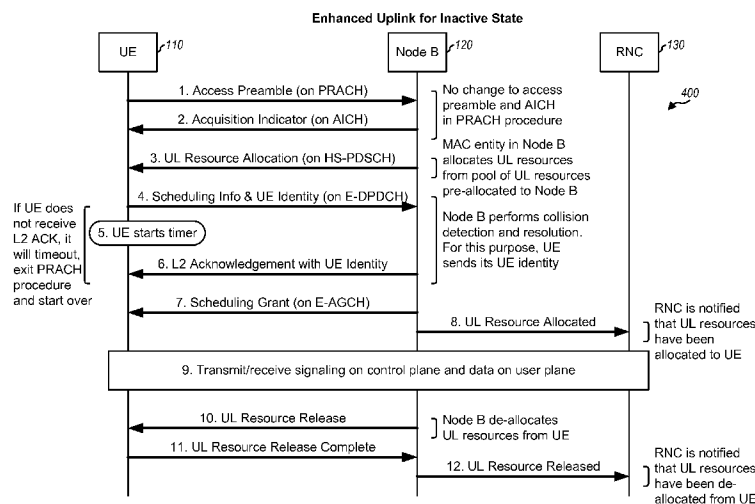 Enhanced Uplink for Inactive State
UE
110
Node B
120
RNC
130
400
1. Access Preamble (on PRACH)
2. Acquisition Indicator (on AICH)
No change to access
preamble and AICH
in PRACH procedure
3. UL Resource Allocation (on HS-PDSCH)
MAC entity in Node B
allocates UL resources
from pool of UL resources
pre-allocated to Node B
4. Scheduling Info & UE Identity (on E-DPDCH)
If UE does
not receive
L2 ACK, it
will timeout,
exit PRACH
procedure
and start over
5. UE starts timer
Node B performs collision
detection and resolution.
For this purpose, UE
sends its UE identity
6. L2 Acknowledgement with UE Identity
7. Scheduling Grant (on E-AGCH)
8. UL Resource Allocated
RNC is notified
that UL resources
have been
allocated to UE
9. Transmit/receive signaling on control plane and data on user plane
10. UL Resource Release
Node B de-allocates
UL resources from UE
11. UL Resource Release Complete
12. UL Resource Released
RNC is notified
that UL resources
have been de-
allocated from UE